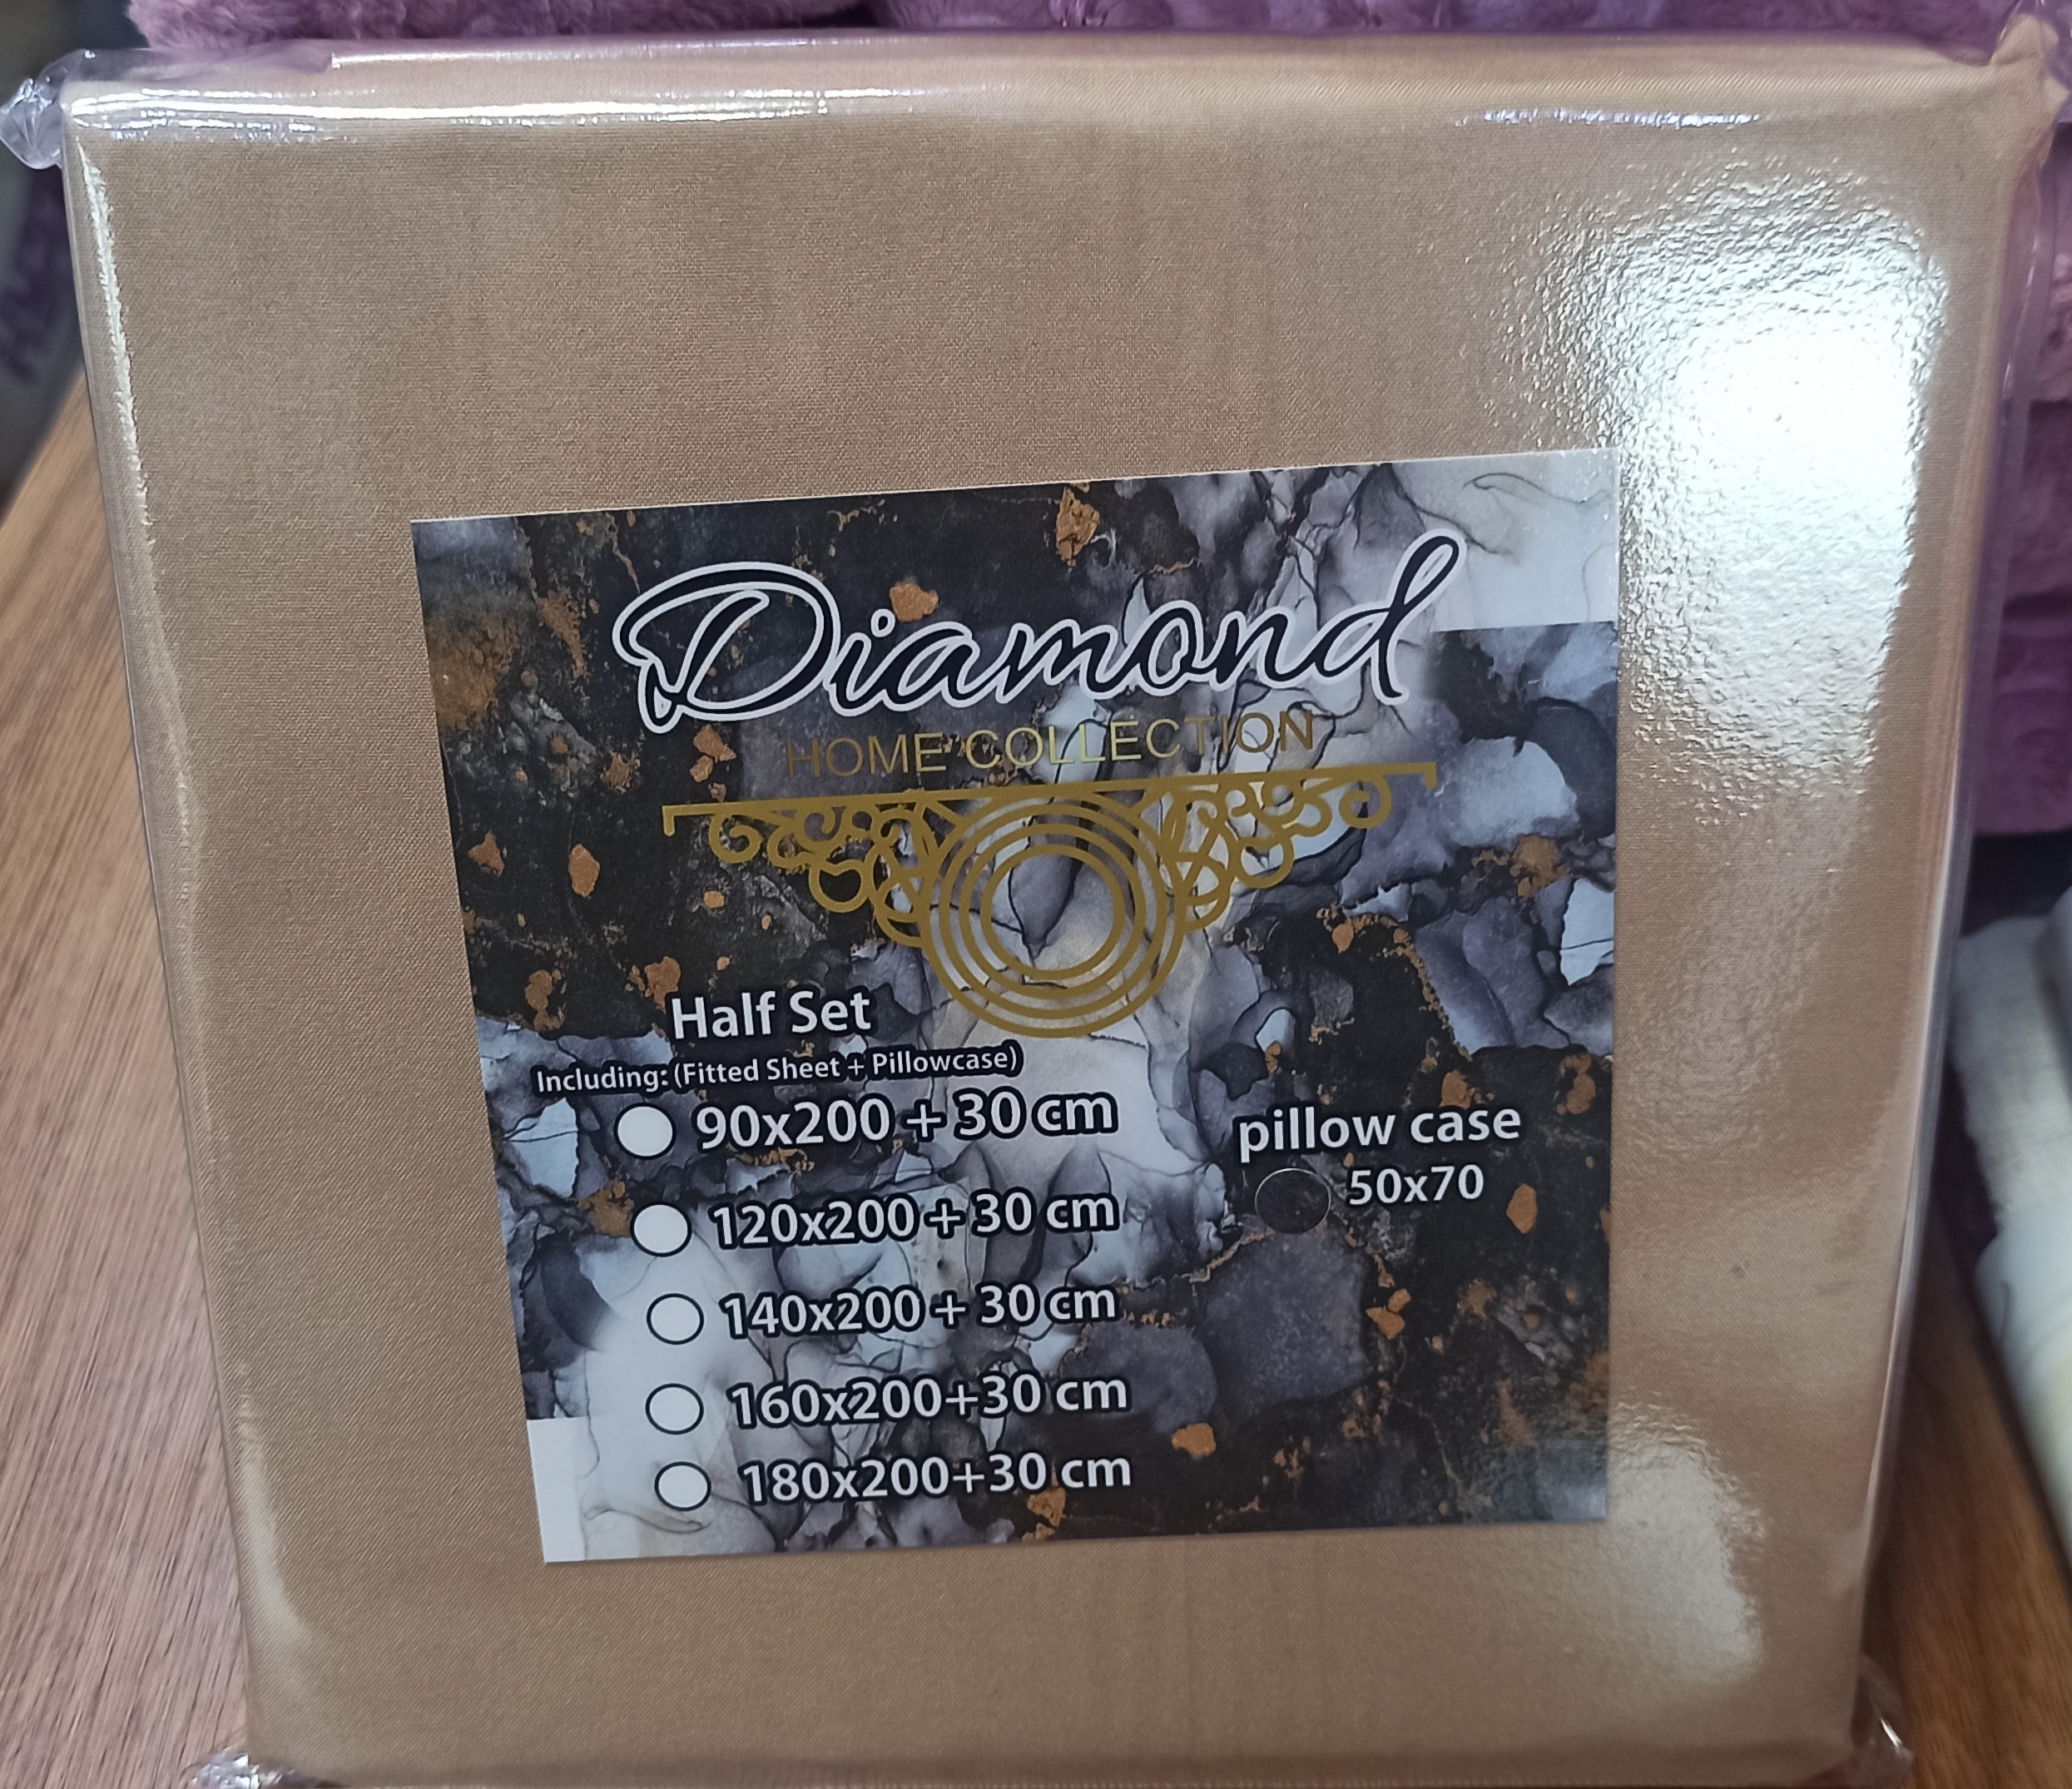 Diamond
HOME COLLECTION
Half Set
Including: (Fitted Sheet + Pillowcase)
90x200 + 30 cm
120x200 + 30 cm
140x200 + 30 cm
160x200+30 cm
180x200+30 cm
pillow case
50x70